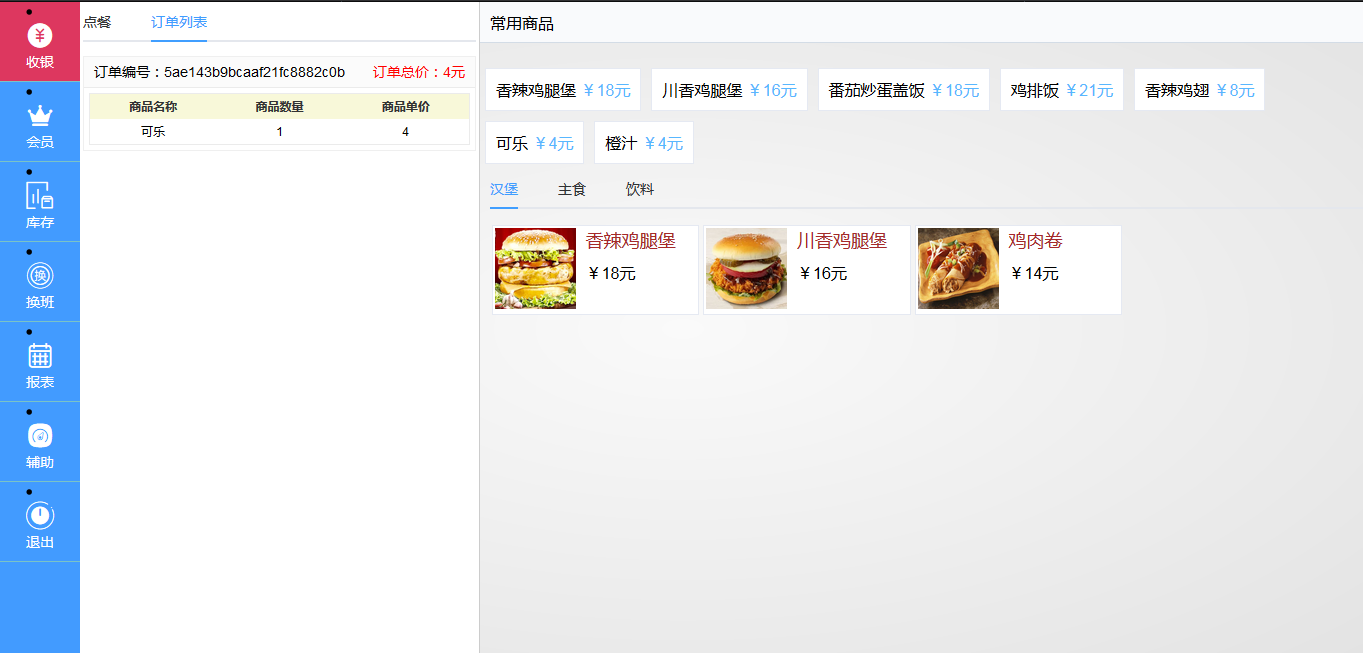 收银
会员
库存
换
换班
报表
辅助
退出
点餐 订单列表
订单编号：5ae143b9bcaaf21fc8882c0b 订单总价：4元
商品名称 商品数量 商品单价
可乐 1 4
常用商品
香辣鸡腿堡 ￥18元 川香鸡腿堡 ￥16元 番茄炒蛋盖饭 ￥18元 鸡排饭 ￥21元 香辣鸡翅 ￥8元
可乐 ￥4元 橙汁 ￥4元
汉堡 主食 饮料
香辣鸡腿堡 川香鸡腿堡 鸡肉卷
￥18元 ￥16元 ￥14元